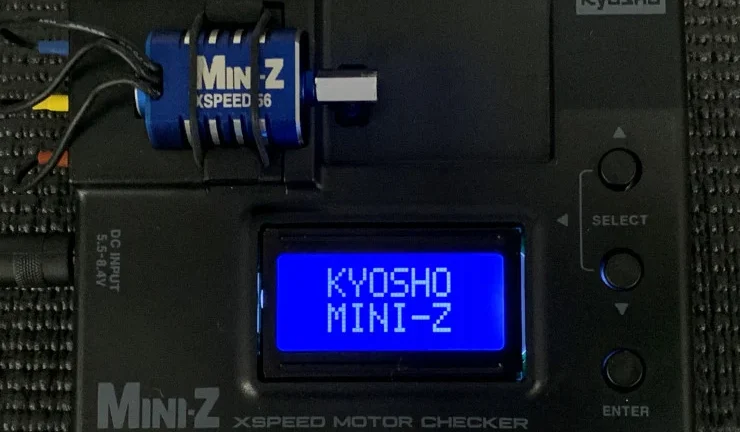 KYOSHO
MINI-Z
XSPEED 56
SELECT
DC INPUT
5.5-8.4V
KYOSHO
MINI-Z
MINI-Z XSPEED MOTOR CHECKER
ENTER